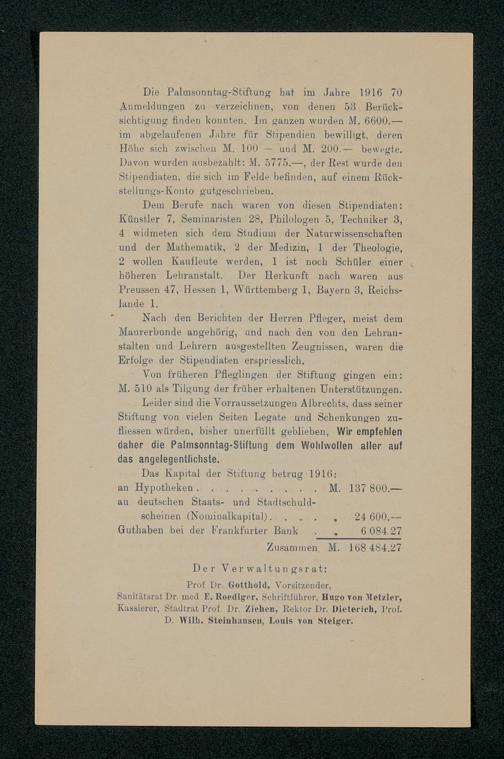 Die Palmsonntag-Stiftung hat im Jahre 1916 70
Anmeldungen zu verzeichnen, von denen 53 Berück-
sichtigung finden konnten. Im ganzen wurden M. 6600.—
im abgelaufenen Jahre für Stipendien bewilligt, deren
Höhe sich zwischen M. 100 — und M. 200.— bewegte.
Davon wurden ausbezahlt: M. 5775.—, der Rest wurde den
Stipendiaten, die sich im Felde befinden, auf einem Rück-
stellungs-Konto gutgeschrieben.
Dem Berufe nach waren von diesen Stipendiaten:
Künstler 7, Seminaristen 28, Philologen 5, Techniker 3,
4 widmeten sich dem Studium der Naturwissenschaften
und der Mathematik, 2 der Medizin, 1 der Theologie,
2 wollen Kaufleute werden, 1 ist noch Schüler einer
höheren Lehranstalt. Der Herkunft nach waren aus
Preussen 47, Hessen 1, Württemberg 1, Bayern 3, Reichs-
lande 1.
Nach den Berichten der Herren Pfleger, meist dem
Maurerbunde angehörig, und nach den von den Lehran-
stalten und Lehrern ausgestellten Zeugnissen, waren die
Erfolge der Stipendiaten erspriesslich.
Von früheren Pfleglingen der Stiftung gingen ein:
M. 510 als Tilgung der früher erhaltenen Unterstützungen.
Leider sind die Vorraussetzungen Albrechts, dass seiner
Stiftung von vielen Seiten Legate und Schenkungen zu-
fliessen würden, bisher unerfüllt geblieben, Wir empfehlen
daher die Palmsonntag-Stiftung dem Wohlwollen aller auf
das angelegentlichste.
Das Kapital der Stiftung betrug 1916:
an Hypotheken . . . . . . . . . M. 137 800.—
an deutschen Staats- und Stadtschuld-
scheinen (Nominalkapital) . . . . „ 24 600.—
Guthaben bei der Frankfurter Bank . „ 6 084 27
Zusammen M. 168 484.27
Der Verwaltungsrat:
Prof Dr. Gotthold, Vorsitzender,
Sanitätsrat Dr. med E. Roediger, Schriftführer, Hugo von Metzler,
Kassierer, Stadtrat Prof. Dr. Ziehen, Rektor Dr. Dieterich, Prof.
D. Wilh. Steinhausen, Louis von Steiger.